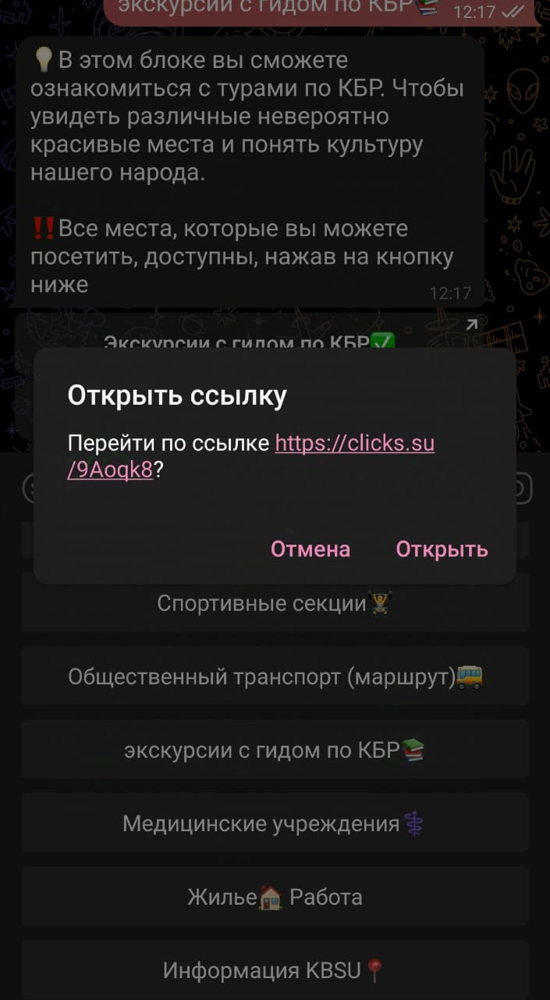 экскурсии с гидом по КБР📚 12:17
💡В этом блоке вы сможете
ознакомиться с турами по КБР. Чтобы
увидеть различные невероятно
красивые места и понять культуру
нашего народа.
‼️Все места, которые вы можете
посетить, доступны, нажав на кнопку
ниже
12:17
Экскурсии с гидом по КБР✅
Открыть ссылку
Перейти по ссылке https://clicks.su
/9Aoqk8?
Отмена Открыть
Спортивные секции🏋
Общественный транспорт (маршрут)🚌
экскурсии с гидом по КБР📚
Медицинские учреждения⚕️
Жилье🏠 Работа
Информация KBSU📍